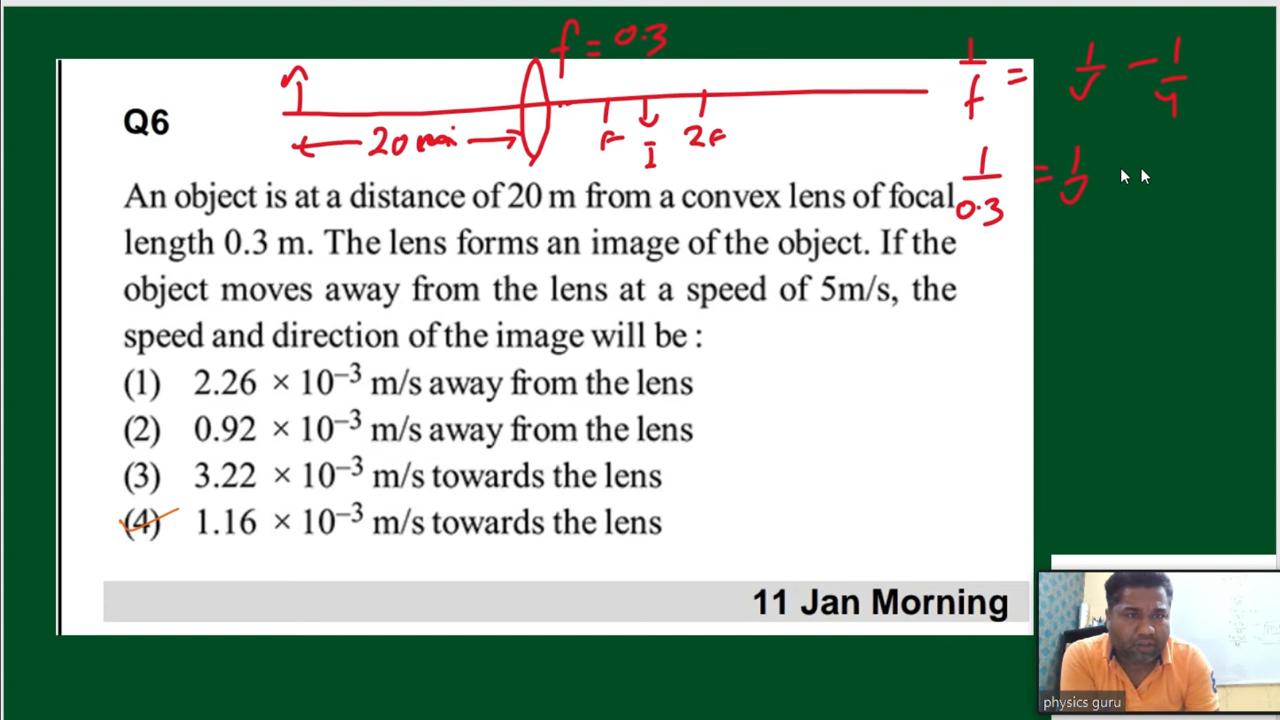 f = 0.3
1/f = 1/v - 1/u
Q6
20 m
F
I
2F
1/0.3 = 1/v
An object is at a distance of 20 m from a convex lens of focal
length 0.3 m. The lens forms an image of the object. If the
object moves away from the lens at a speed of 5m/s, the
speed and direction of the image will be :
(1) 2.26 × 10⁻³ m/s away from the lens
(2) 0.92 × 10⁻³ m/s away from the lens
(3) 3.22 × 10⁻³ m/s towards the lens
(4) 1.16 × 10⁻³ m/s towards the lens
11 Jan Morning
physics guru